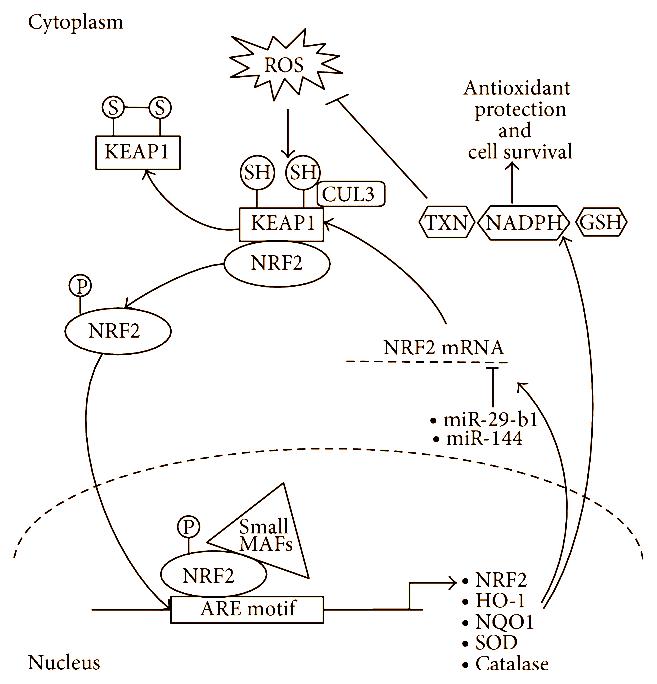 Cytoplasm
ROS
Antioxidant
protection
and
cell survival
S S
KEAP1
SH SH
CUL3
KEAP1
NRF2
TXN NADPH GSH
P
NRF2
NRF2 mRNA
• miR-29-b1
• miR-144
P
Small
MAFs
NRF2
ARE motif
• NRF2
• HO-1
• NQO1
• SOD
• Catalase
Nucleus